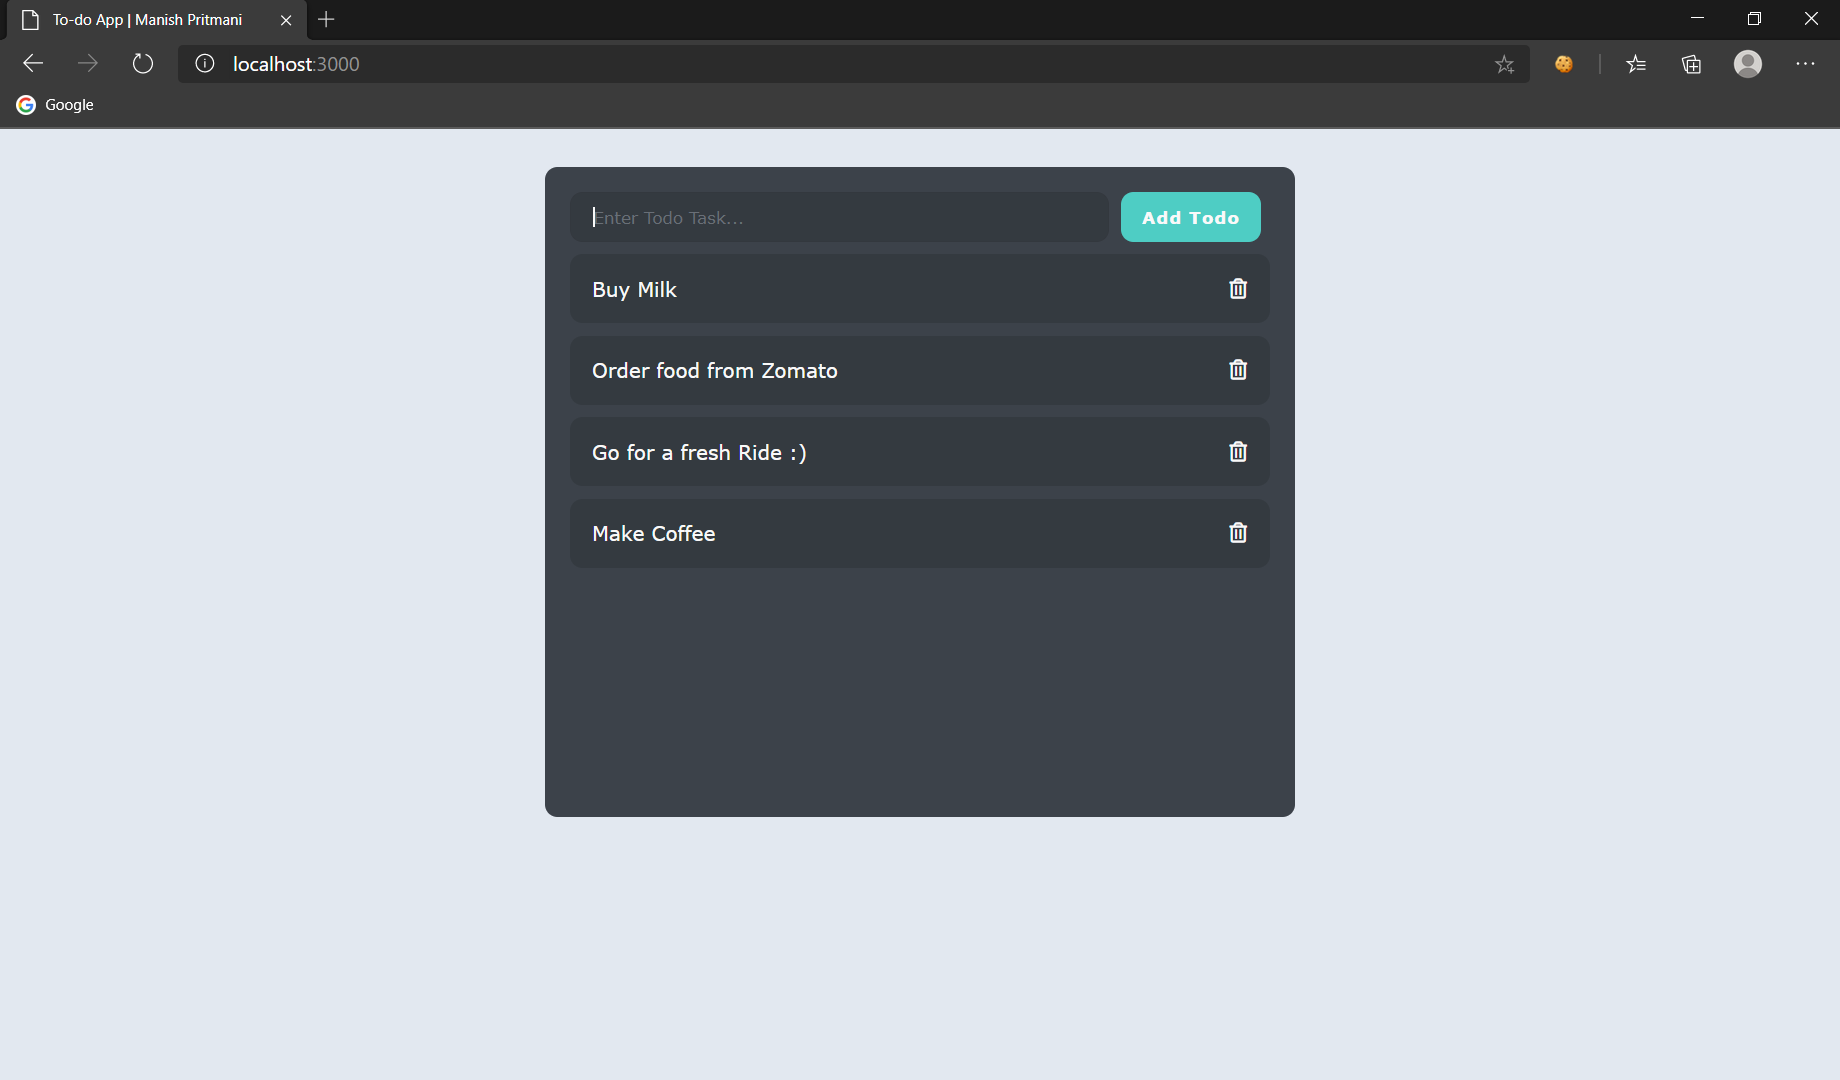 To-do App | Manish Pritmani
localhost:3000
Google
Enter Todo Task...
Add Todo
Buy Milk
Order food from Zomato
Go for a fresh Ride :)
Make Coffee